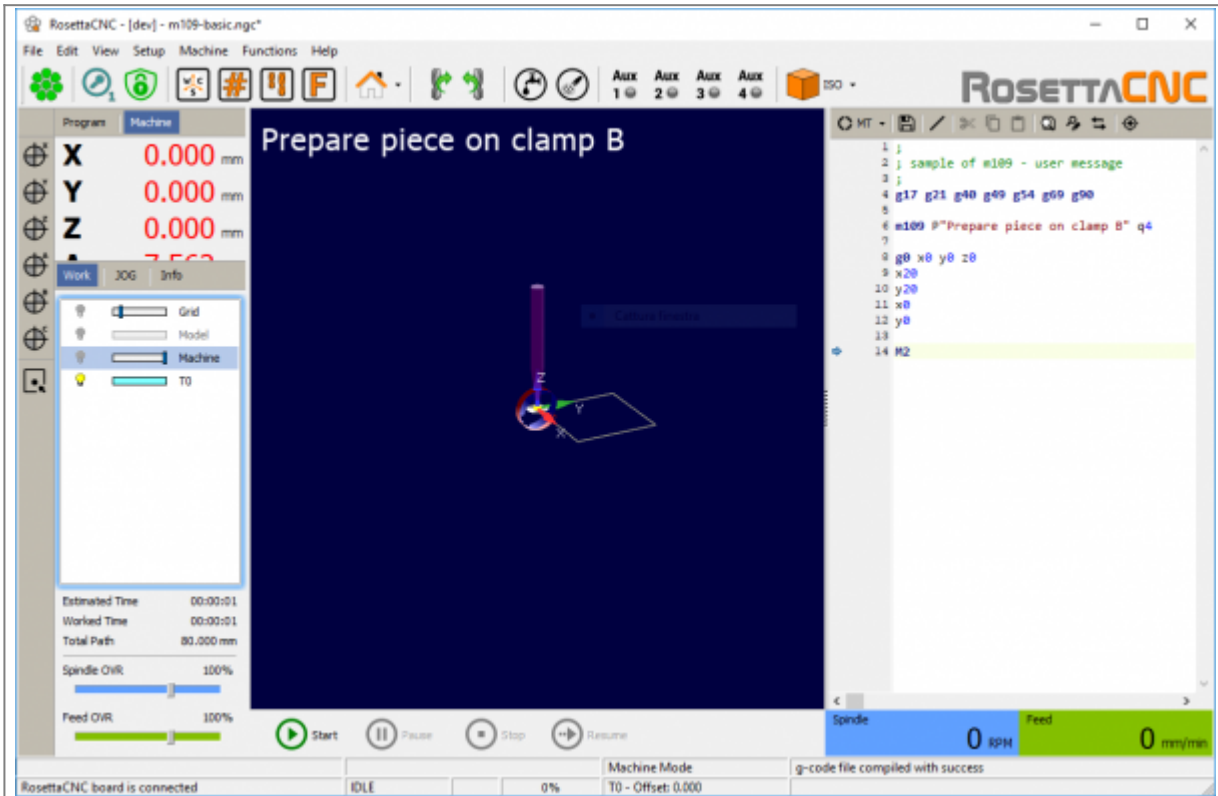 RosettaCNC - [dev] - m109-basic.ngc*
File Edit View Setup Machine Functions Help
1
Aux 1 Aux 2 Aux 3 Aux 4
ISO
ROSETTACNC
Program Machine
X 0.000 mm
Y 0.000 mm
Z 0.000 mm
Work JOG Info
Grid
Model
Machine
T0
Estimated Time 00:00:01
Worked Time 00:00:01
Total Path 80.000 mm
Spindle OVR 100%
Feed OVR 100%
Prepare piece on clamp B
Cattura finestra
Z
Y
X
Start Pause Stop Resume
MT
1 ;
2 ; sample of m109 - user message
3 ;
4 g17 g21 g40 g49 g54 g69 g90
5
6 m109 P"Prepare piece on clamp B" q4
7
8 g0 x0 y0 z0
9 x20
10 y20
11 x0
12 y0
13
14 M2
Spindle 0 RPM
Feed 0 mm/min
Machine Mode g-code file compiled with success
RosettaCNC board is connected IDLE 0% T0 - Offset: 0.000